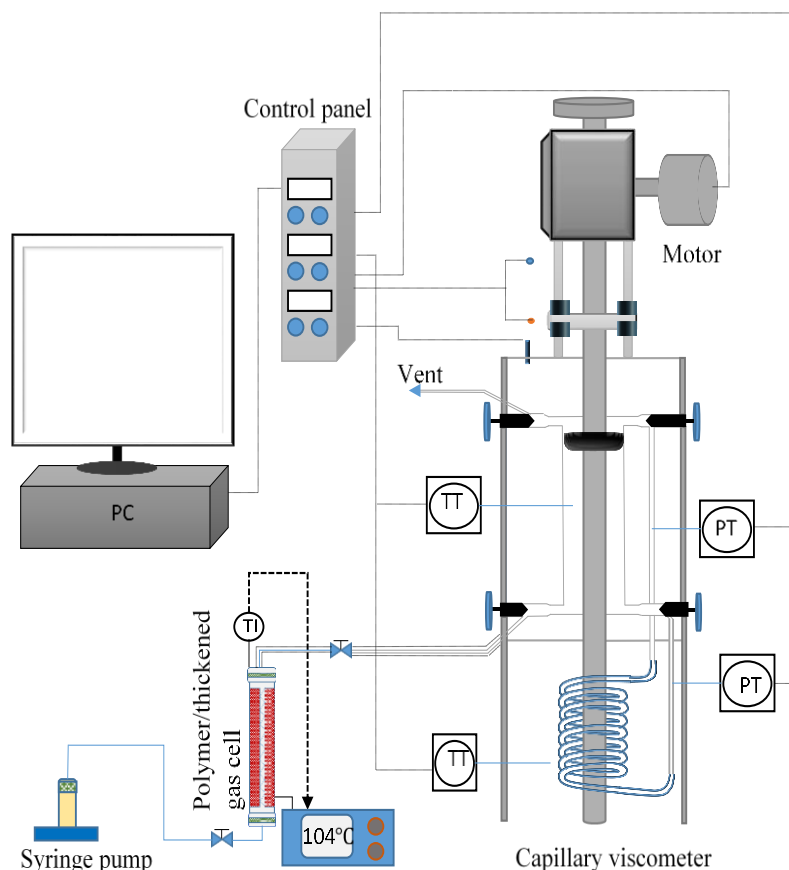 Control panel
Motor
Vent
PC
TT
PT
TI
Polymer/thickened
gas cell
PT
TT
104°C
Syringe pump
Capillary viscometer